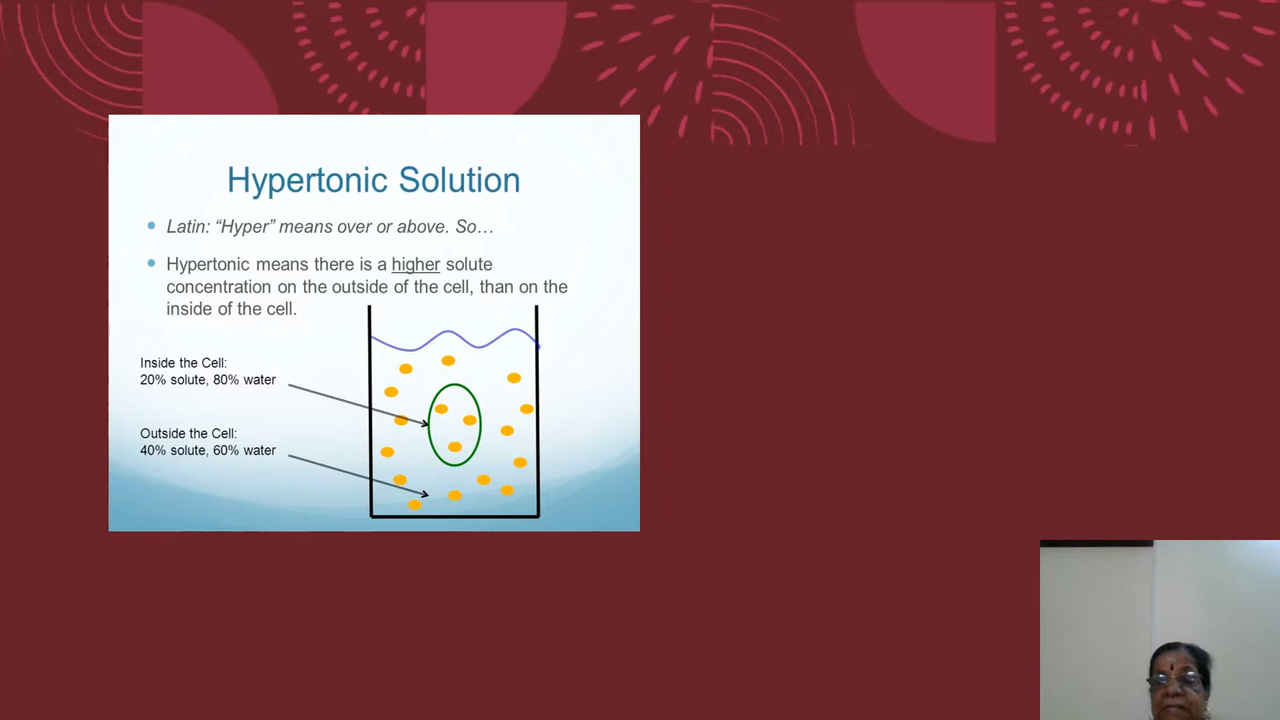 Hypertonic Solution
Latin: “Hyper” means over or above. So…
Hypertonic means there is a higher solute
concentration on the outside of the cell, than on the
inside of the cell.
Inside the Cell:
20% solute, 80% water
Outside the Cell:
40% solute, 60% water